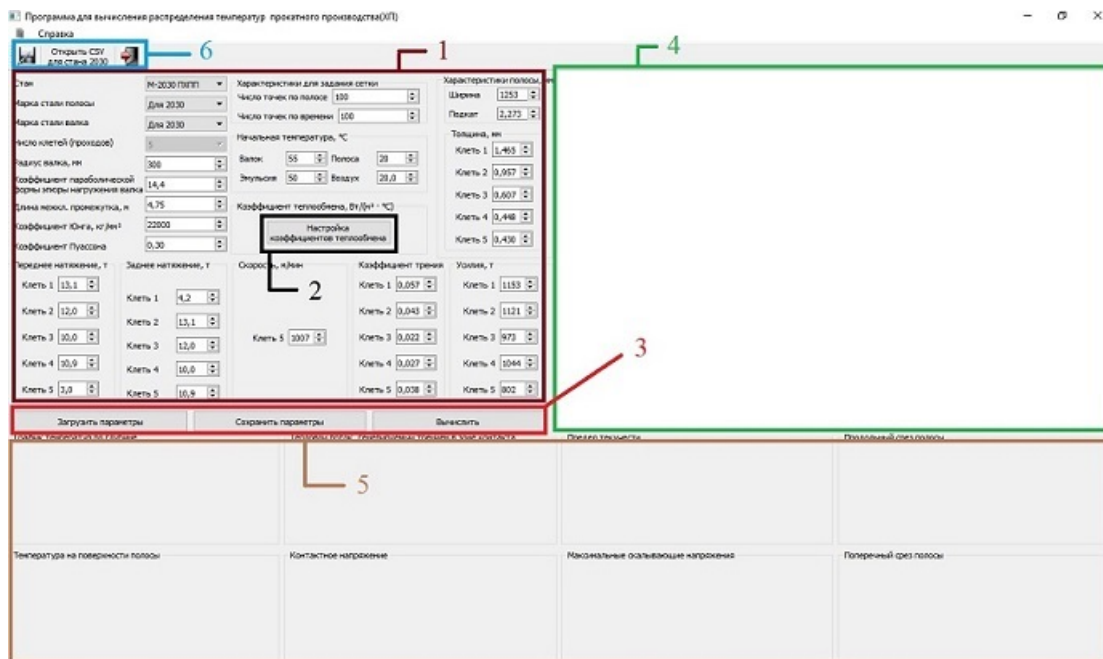 Программа для вычисления распределения температур прокатного производства(ХП)
Справка
Открыть CSV
для стана 2030
6
1
4
Стан
М-2030 ПХПП
Марка стали полосы
Для 2030
Марка стали валка
Для 2030
Число клетей (проходов)
5
Радиус валка, мм
300
Коэффициент параболической
формы эпюры нагружения валка
14,4
Длина межкл. промежутка, м
4,75
Коэффициент Юнга, кг/мм²
22000
Коэффициент Пуассона
0,30
Характеристики для задания сетки
Число точек по полосе 100
Число точек по времени 100
Начальная температура, °C
Валок 55 Полоса 20
Эмульсия 50 Воздух 20,0
Коэффициент теплообмена, Вт/(м² · °C)
Настройка
коэффициентов теплообмена
2
Характеристики полосы, мм
Ширина 1253
Подкат 2,273
Толщина, мм
Клеть 1 1,465
Клеть 2 0,957
Клеть 3 0,607
Клеть 4 0,448
Клеть 5 0,430
Переднее натяжение, т
Клеть 1 13,1
Клеть 2 12,0
Клеть 3 10,0
Клеть 4 10,9
Клеть 5 3,0
Заднее натяжение, т
Клеть 1 4,2
Клеть 2 13,1
Клеть 3 12,0
Клеть 4 10,0
Клеть 5 10,9
Скорость, м/мин
Клеть 5 1007
Коэффициент трения
Клеть 1 0,057
Клеть 2 0,043
Клеть 3 0,022
Клеть 4 0,027
Клеть 5 0,038
Усилия, т
Клеть 1 1153
Клеть 2 1121
Клеть 3 973
Клеть 4 1044
Клеть 5 802
3
Загрузить параметры
Сохранить параметры
Вычислить
График температур по глубине
Тепловой поток, генерируемый трением в зоне контакта
Предел текучести
Продольный срез полосы
5
Температура на поверхности полосы
Контактное напряжение
Максимальные скалывающие напряжения
Поперечный срез полосы